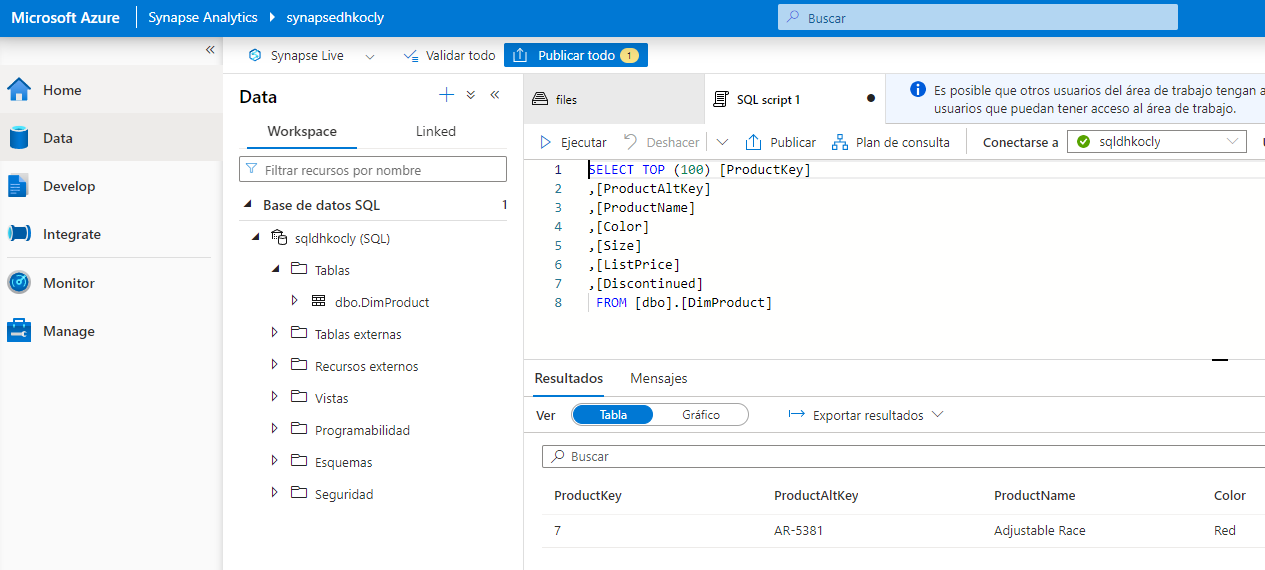 Microsoft Azure Synapse Analytics synapsedhkocly Buscar
Synapse Live Validar todo Publicar todo 1
Home
Data
Develop
Integrate
Monitor
Manage
Data
Workspace Linked
Filtrar recursos por nombre
Base de datos SQL 1
sqldhkocly (SQL)
Tablas
dbo.DimProduct
Tablas externas
Recursos externos
Vistas
Programabilidad
Esquemas
Seguridad
files SQL script 1
Es posible que otros usuarios del área de trabajo tengan a
usuarios que puedan tener acceso al área de trabajo.
Ejecutar Deshacer Publicar Plan de consulta Conectarse a sqldhkocly
1 SELECT TOP (100) [ProductKey]
2 ,[ProductAltKey]
3 ,[ProductName]
4 ,[Color]
5 ,[Size]
6 ,[ListPrice]
7 ,[Discontinued]
8 FROM [dbo].[DimProduct]
Resultados Mensajes
Ver Tabla Gráfico Exportar resultados
Buscar
ProductKey ProductAltKey ProductName Color
7 AR-5381 Adjustable Race Red